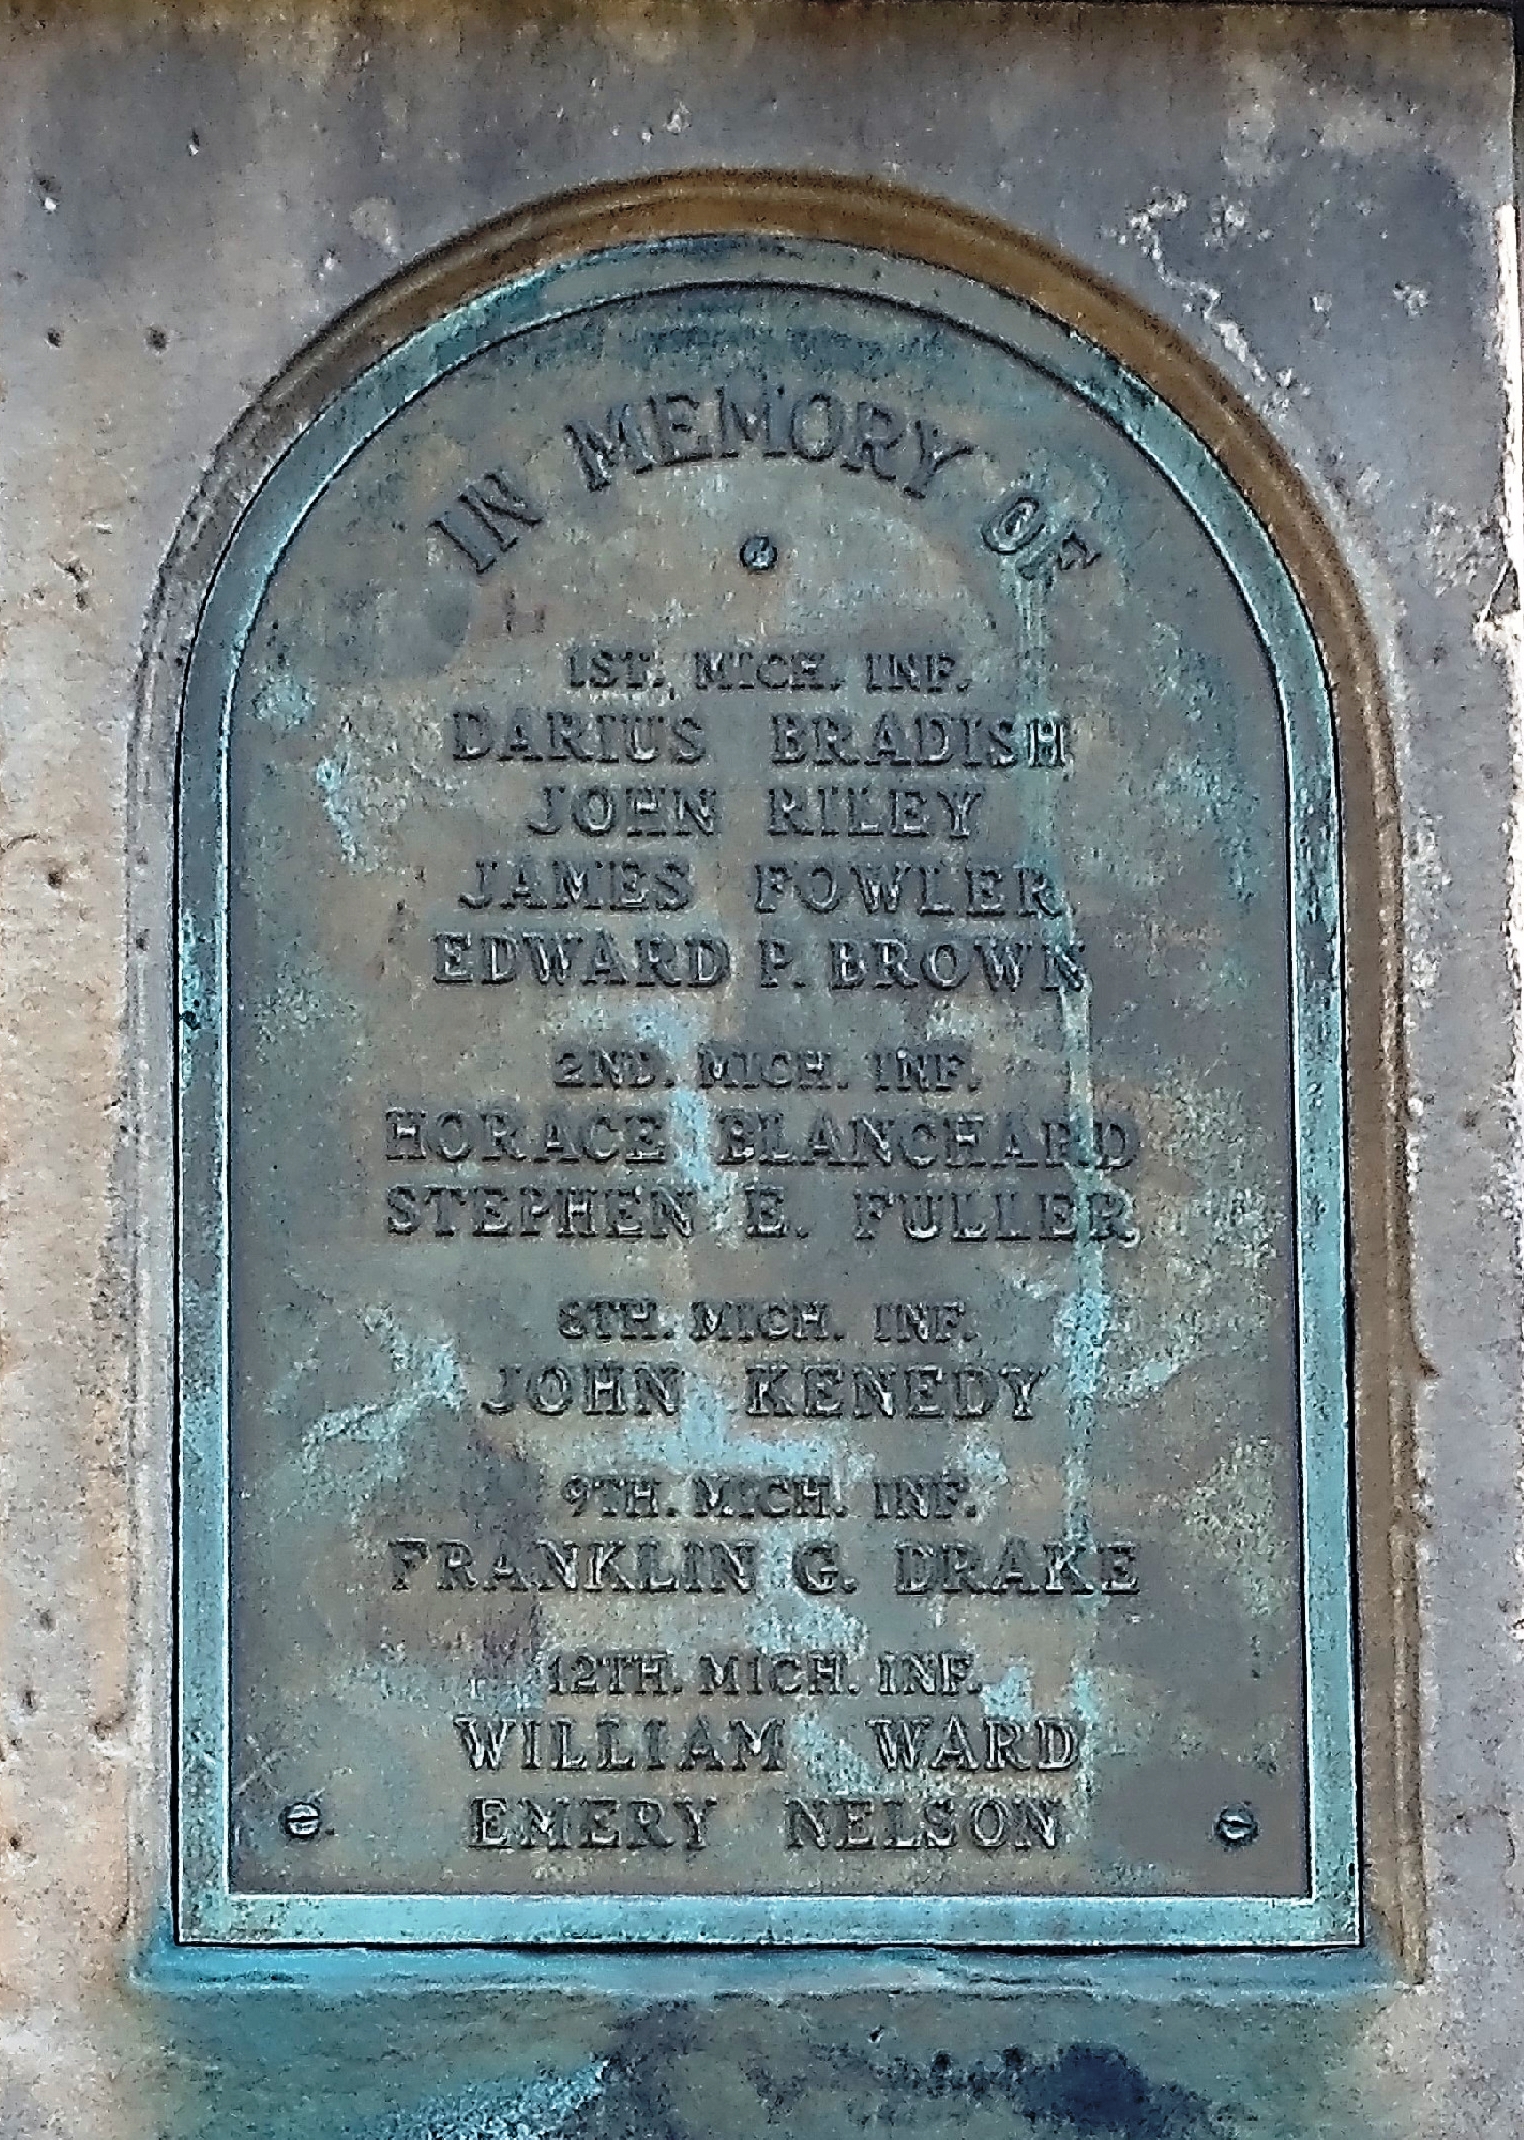 IN MEMORY OF
1ST. MICH. INF.
DARIUS BRADISH
JOHN RILEY
JAMES FOWLER
EDWARD P. BROWN
2ND. MICH. INF.
HORACE BLANCHARD
STEPHEN E. FULLER
6TH. MICH. INF.
JOHN KENEDY
9TH. MICH. INF.
FRANKLIN G. DRAKE
12TH. MICH. INF.
WILLIAM WARD
EMERY NELSON